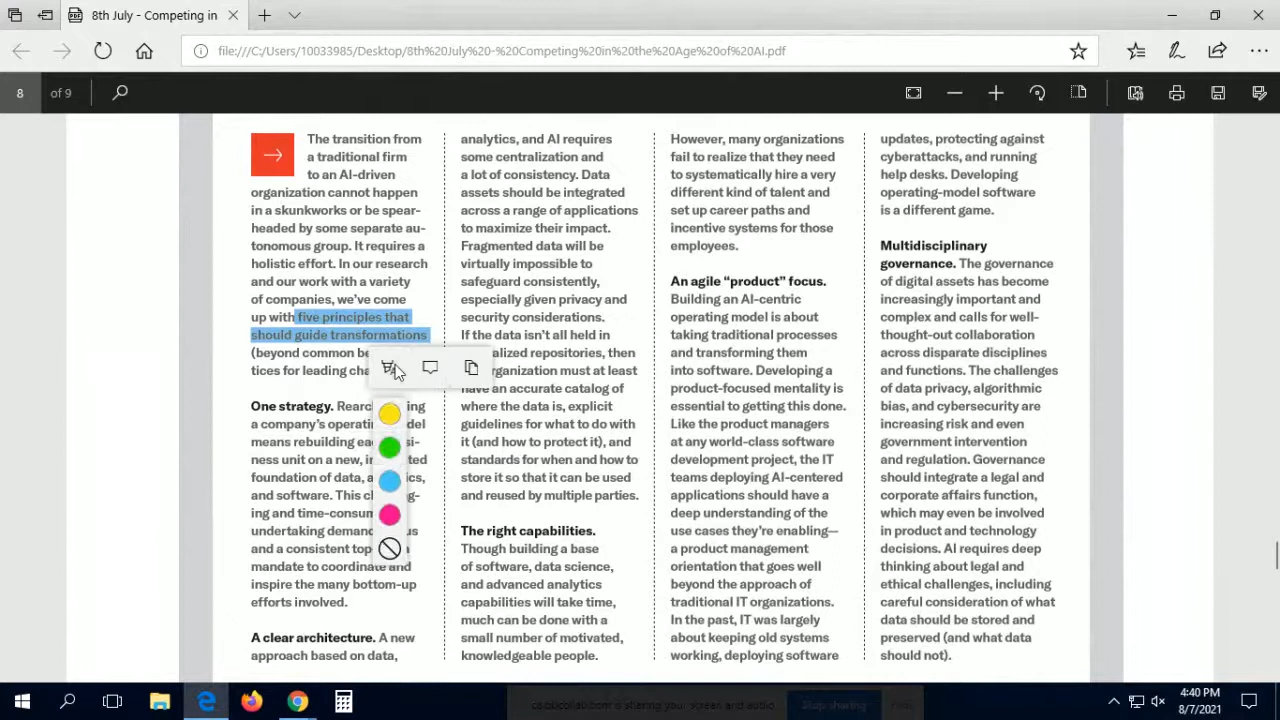 8th July - Competing in
file:///C:/Users/10033985/Desktop/8th%20July%20-%20Competing%20in%20the%20Age%20of%20AI.pdf
8 of 9
The transition from
a traditional firm
to an AI-driven
organization cannot happen
in a skunkworks or be spear-
headed by some separate au-
tonomous group. It requires a
holistic effort. In our research
and our work with a variety
of companies, we've come
up with five principles that
should guide transformations
(beyond common be
tices for leading cha
One strategy. Rearc ing
a company's operati del
means rebuilding ea si-
ness unit on a new, in ted
foundation of data, a ics,
and software. This c g-
ing and time-consum
undertaking deman us
and a consistent top-
mandate to coordinate and
inspire the many bottom-up
efforts involved.
A clear architecture. A new
approach based on data,
analytics, and AI requires
some centralization and
a lot of consistency. Data
assets should be integrated
across a range of applications
to maximize their impact.
Fragmented data will be
virtually impossible to
safeguard consistently,
especially given privacy and
security considerations.
If the data isn't all held in
alized repositories, then
organization must at least
have an accurate catalog of
where the data is, explicit
guidelines for what to do with
it (and how to protect it), and
standards for when and how to
store it so that it can be used
and reused by multiple parties.
The right capabilities.
Though building a base
of software, data science,
and advanced analytics
capabilities will take time,
much can be done with a
small number of motivated,
knowledgeable people.
However, many organizations
fail to realize that they need
to systematically hire a very
different kind of talent and
set up career paths and
incentive systems for those
employees.
An agile “product” focus.
Building an AI-centric
operating model is about
taking traditional processes
and transforming them
into software. Developing a
product-focused mentality is
essential to getting this done.
Like the product managers
at any world-class software
development project, the IT
teams deploying AI-centered
applications should have a
deep understanding of the
use cases they're enabling—
a product management
orientation that goes well
beyond the approach of
traditional IT organizations.
In the past, IT was largely
about keeping old systems
working, deploying software
updates, protecting against
cyberattacks, and running
help desks. Developing
operating-model software
is a different game.
Multidisciplinary
governance. The governance
of digital assets has become
increasingly important and
complex and calls for well-
thought-out collaboration
across disparate disciplines
and functions. The challenges
of data privacy, algorithmic
bias, and cybersecurity are
increasing risk and even
government intervention
and regulation. Governance
should integrate a legal and
corporate affairs function,
which may even be involved
in product and technology
decisions. AI requires deep
thinking about legal and
ethical challenges, including
careful consideration of what
data should be stored and
preserved (and what data
should not).
is sharing your screen and audio
Stop sharing
Hide
4:40 PM
8/7/2021